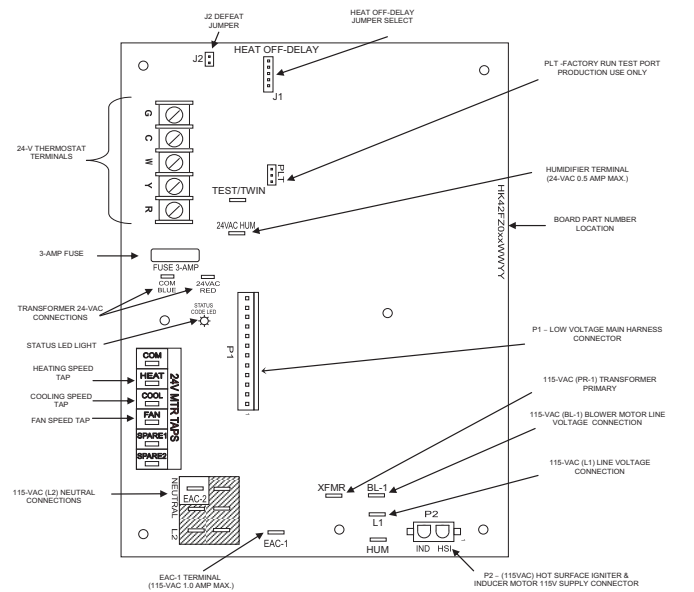 J2 DEFEAT
JUMPER
HEAT OFF-DELAY
JUMPER SELECT
J2
HEAT OFF-DELAY
J1
PLT -FACTORY RUN TEST PORT
PRODUCTION USE ONLY
24-V THERMOSTAT
TERMINALS
G
C
W
Y
R
PLT
TEST/TWIN
24VAC HUM
HUMIDIFIER TERMINAL
(24-VAC 0.5 AMP MAX.)
HK42FZ0xxWWYY
BOARD PART NUMBER
LOCATION
3-AMP FUSE
FUSE 3-AMP
COM
BLUE
24VAC
RED
TRANSFORMER 24-VAC
CONNECTIONS
STATUS
CODE LED
STATUS LED LIGHT
P1
1
P1 – LOW VOLTAGE MAIN HARNESS
CONNECTOR
HEATING SPEED
TAP
COOLING SPEED
TAP
FAN SPEED TAP
COM
HEAT
COOL
FAN
SPARE1
SPARE2
24V MTR TAPS
115-VAC (PR-1) TRANSFORMER
PRIMARY
115-VAC (BL-1) BLOWER MOTOR LINE
VOLTAGE CONNECTION
115-VAC (L1) LINE VOLTAGE
CONNECTION
115-VAC (L2) NEUTRAL
CONNECTIONS
NEUTRAL L2
EAC-2
XFMR
BL-1
L1
P2
1
EAC-1
HUM
IND HSI
EAC-1 TERMINAL
(115-VAC 1.0 AMP MAX.)
P2 – (115VAC) HOT SURFACE IGNITER &
INDUCER MOTOR 115V SUPPLY CONNECTOR